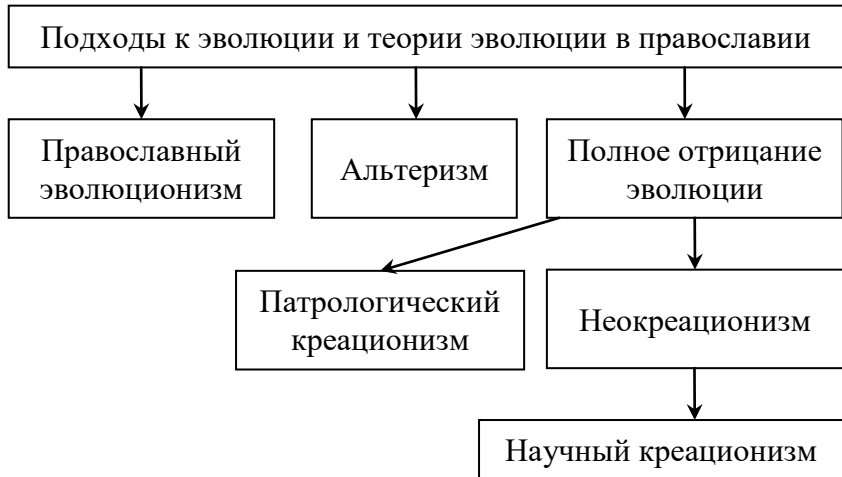 Подходы к эволюции и теории эволюции в православии
Православный
эволюционизм
Альтеризм
Полное отрицание
эволюции
Патрологический
креационизм
Неокреационизм
Научный креационизм